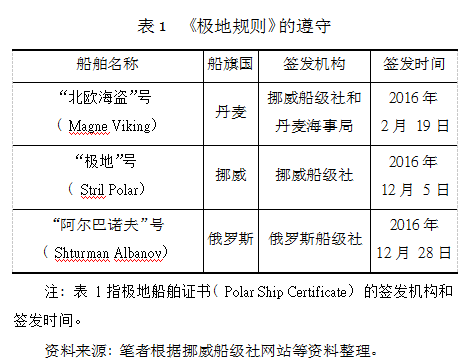 表 1 《极地规则》的遵守
船舶名称 船旗国 签发机构 签发时间
“北欧海盗”号 丹麦 挪威船级社和 2016 年
( Magne Viking) 丹麦海事局 2 月 19 日
“极地”号 挪威 挪威船级社 2016 年
( Stril Polar) 12 月 5 日
“阿尔巴诺夫”号 俄罗斯 俄罗斯船级社 2016 年
( Shturman Albanov) 12 月 28 日
注: 表 1 指极地船舶证书( Polar Ship Certificate) 的签发机构和
签发时间。
资料来源: 笔者根据挪威船级社网站等资料整理。